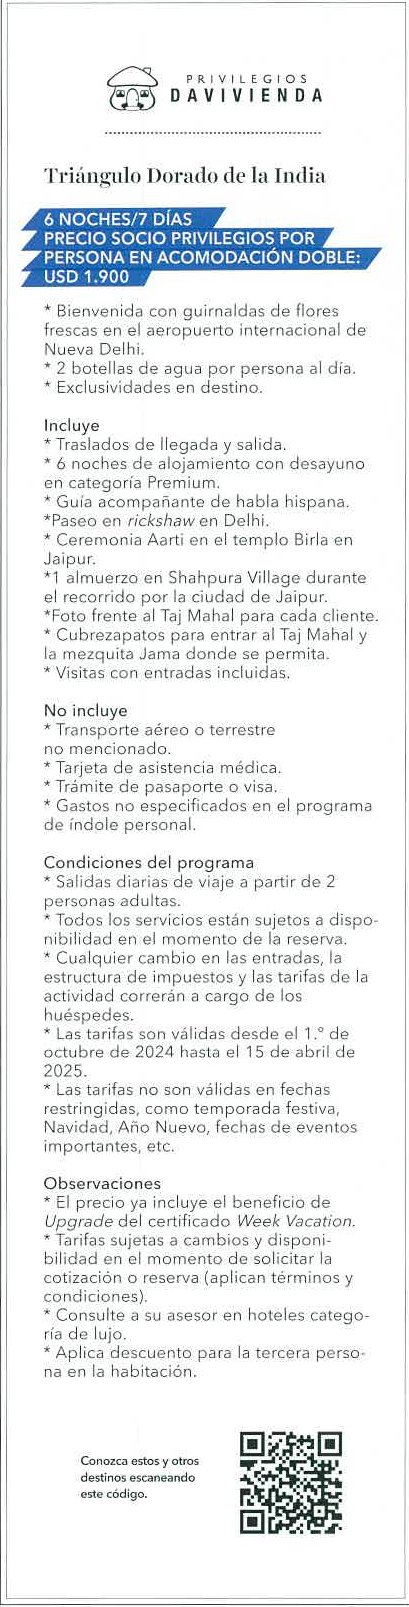 PRIVILEGIOS
DAVIVIENDA
Triángulo Dorado de la India
6 NOCHES/7 DÍAS
PRECIO SOCIO PRIVILEGIOS POR
PERSONA EN ACOMODACIÓN DOBLE:
USD 1.900
* Bienvenida con guirnaldas de flores
frescas en el aeropuerto internacional de
Nueva Delhi.
* 2 botellas de agua por persona al día.
* Exclusividades en destino.
Incluye
* Traslados de llegada y salida.
* 6 noches de alojamiento con desayuno
en categoría Premium.
* Guía acompañante de habla hispana.
*Paseo en rickshaw en Delhi.
* Ceremonia Aarti en el templo Birla en
Jaipur.
*1 almuerzo en Shahpura Village durante
el recorrido por la ciudad de Jaipur.
*Foto frente al Taj Mahal para cada cliente.
* Cubrezapatos para entrar al Taj Mahal y
la mezquita Jama donde se permita.
* Visitas con entradas incluidas.
No incluye
* Transporte aéreo o terrestre
no mencionado.
* Tarjeta de asistencia médica.
* Trámite de pasaporte o visa.
* Gastos no especificados en el programa
de índole personal.
Condiciones del programa
* Salidas diarias de viaje a partir de 2
personas adultas.
* Todos los servicios están sujetos a dispo-
nibilidad en el momento de la reserva.
* Cualquier cambio en las entradas, la
estructura de impuestos y las tarifas de la
actividad correrán a cargo de los
huéspedes.
* Las tarifas son válidas desde el 1.º de
octubre de 2024 hasta el 15 de abril de
2025.
* Las tarifas no son válidas en fechas
restringidas, como temporada festiva,
Navidad, Año Nuevo, fechas de eventos
importantes, etc.
Observaciones
* El precio ya incluye el beneficio de
Upgrade del certificado Week Vacation.
* Tarifas sujetas a cambios y disponi-
bilidad en el momento de solicitar la
cotización o reserva (aplican términos y
condiciones).
* Consulte a su asesor en hoteles catego-
ría de lujo.
* Aplica descuento para la tercera perso-
na en la habitación.
Conozca estos y otros
destinos escaneando
este código.